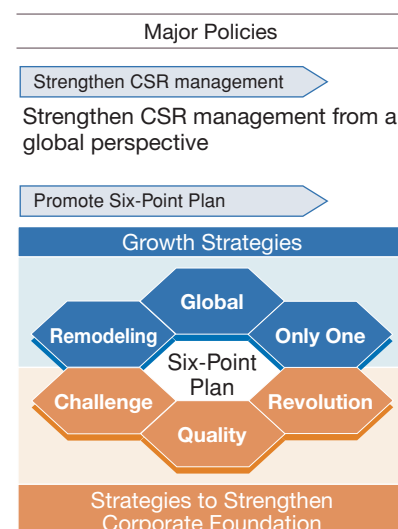 Major Policies
Strengthen CSR management
Strengthen CSR management from a
global perspective
Promote Six-Point Plan
Growth Strategies
Global
Remodeling
Only One
Six-Point
Plan
Challenge
Revolution
Quality
Strategies to Strengthen
Corporate Foundation